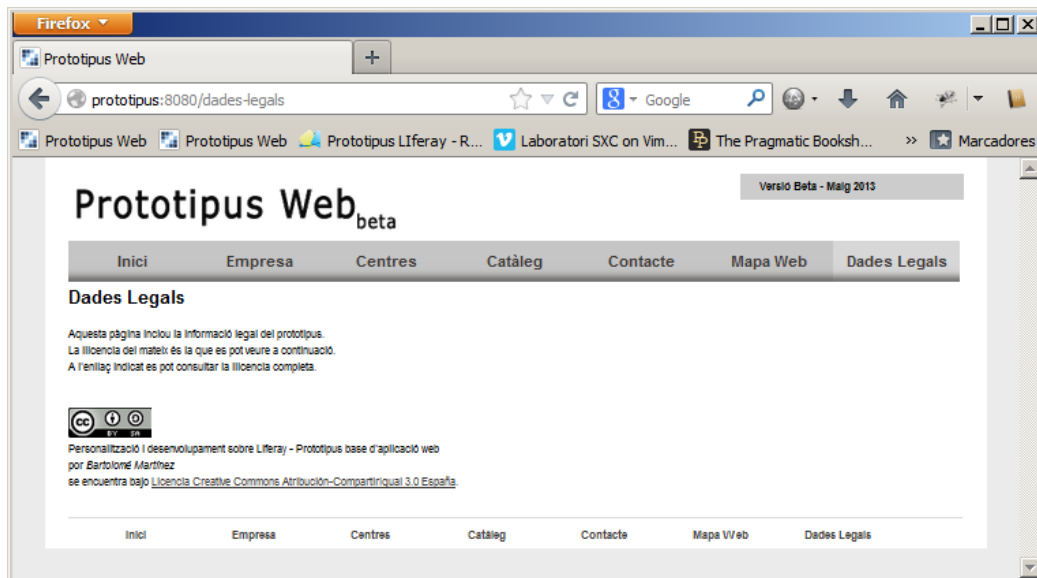 Firefox
Prototipus Web
prototipus:8080/dades-legals
Google
Prototipus Web Prototipus Web Prototipus LIferay - R... Laboratori SXC on Vim... The Pragmatic Booksh... » Marcadores
Versió Beta - Maig 2013
Prototipus Web beta
Inici Empresa Centres Catàleg Contacte Mapa Web Dades Legals
Dades Legals
Aquesta pàgina inclou la informació legal del prototipus.
La llicencia del mateix és la que es pot veure a continuació.
A l'enllaç indicat es pot consultar la llicencia completa.
cc BY SA
Personalització i desenvolupament sobre Liferay - Prototipus base d'aplicació web
por Bartolomé Martínez
se encuentra bajo Licencia Creative Commons Atribución-CompartirIgual 3.0 España.
Inici Empresa Centres Catàleg Contacte Mapa Web Dades Legals